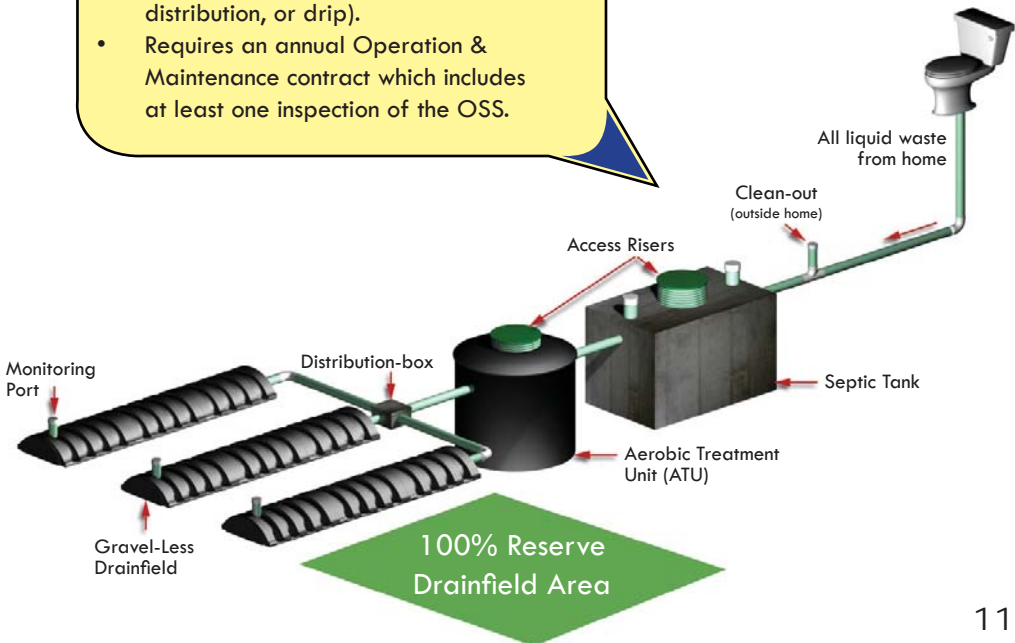 distribution, or drip).
• Requires an annual Operation &
Maintenance contract which includes
at least one inspection of the OSS.
All liquid waste
from home
Clean-out
(outside home)
Access Risers
Distribution-box
Monitoring
Port
Septic Tank
Aerobic Treatment
Unit (ATU)
Gravel-Less
Drainfield
100% Reserve
Drainfield Area
11